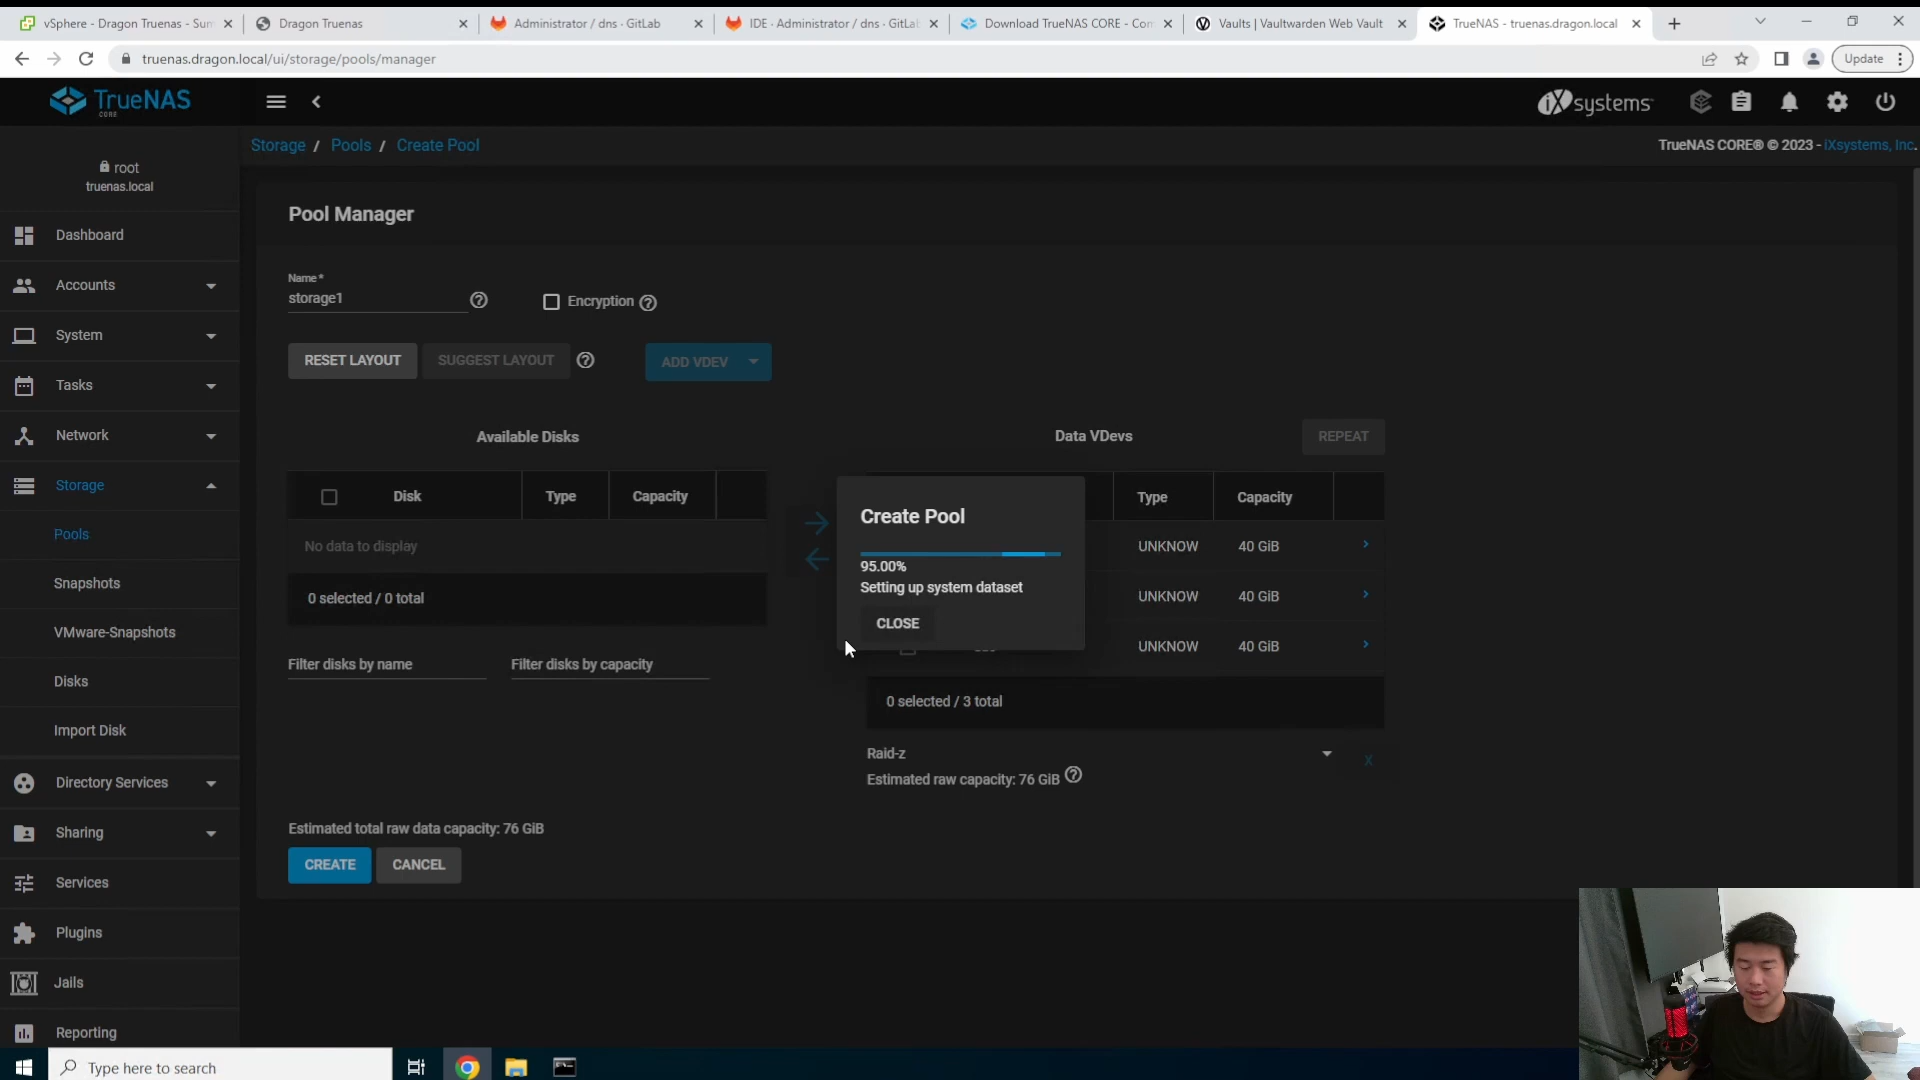 vSphere - Dragon Truenas - Sum
Dragon Truenas
Administrator / dns · GitLab
IDE · Administrator / dns · GitLab
Download TrueNAS CORE - Com
Vaults | Vaultwarden Web Vault
TrueNAS - truenas.dragon.local
truenas.dragon.local/ui/storage/pools/manager
Update
TrueNAS
CORE
iXsystems
Storage / Pools / Create Pool
TrueNAS CORE® © 2023 - iXsystems, Inc.
root
truenas.local
Dashboard
Accounts
System
Tasks
Network
Storage
Pools
Snapshots
VMware-Snapshots
Disks
Import Disk
Directory Services
Sharing
Services
Plugins
Jails
Reporting
Pool Manager
Name *
storage1
Encryption
RESET LAYOUT
SUGGEST LAYOUT
ADD VDEV
Available Disks
Disk
Type
Capacity
No data to display
0 selected / 0 total
Filter disks by name
Filter disks by capacity
Data VDevs
REPEAT
Type
Capacity
UNKNOW
40 GiB
UNKNOW
40 GiB
UNKNOW
40 GiB
0 selected / 3 total
Raid-z
X
Estimated raw capacity: 76 GiB
Create Pool
95.00%
Setting up system dataset
CLOSE
Estimated total raw data capacity: 76 GiB
CREATE
CANCEL
Type here to search